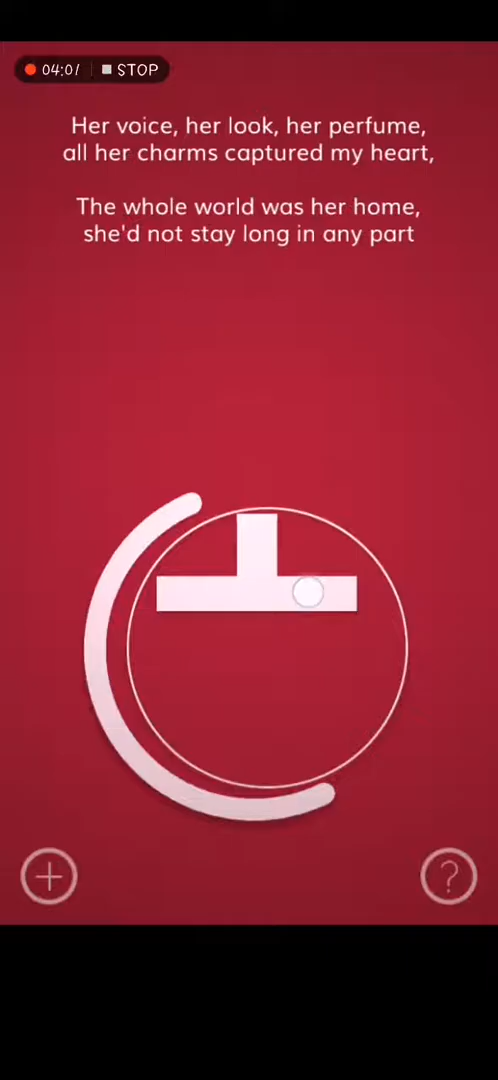 04:01
STOP
Her voice, her look, her perfume,
all her charms captured my heart,
The whole world was her home,
she'd not stay long in any part
?